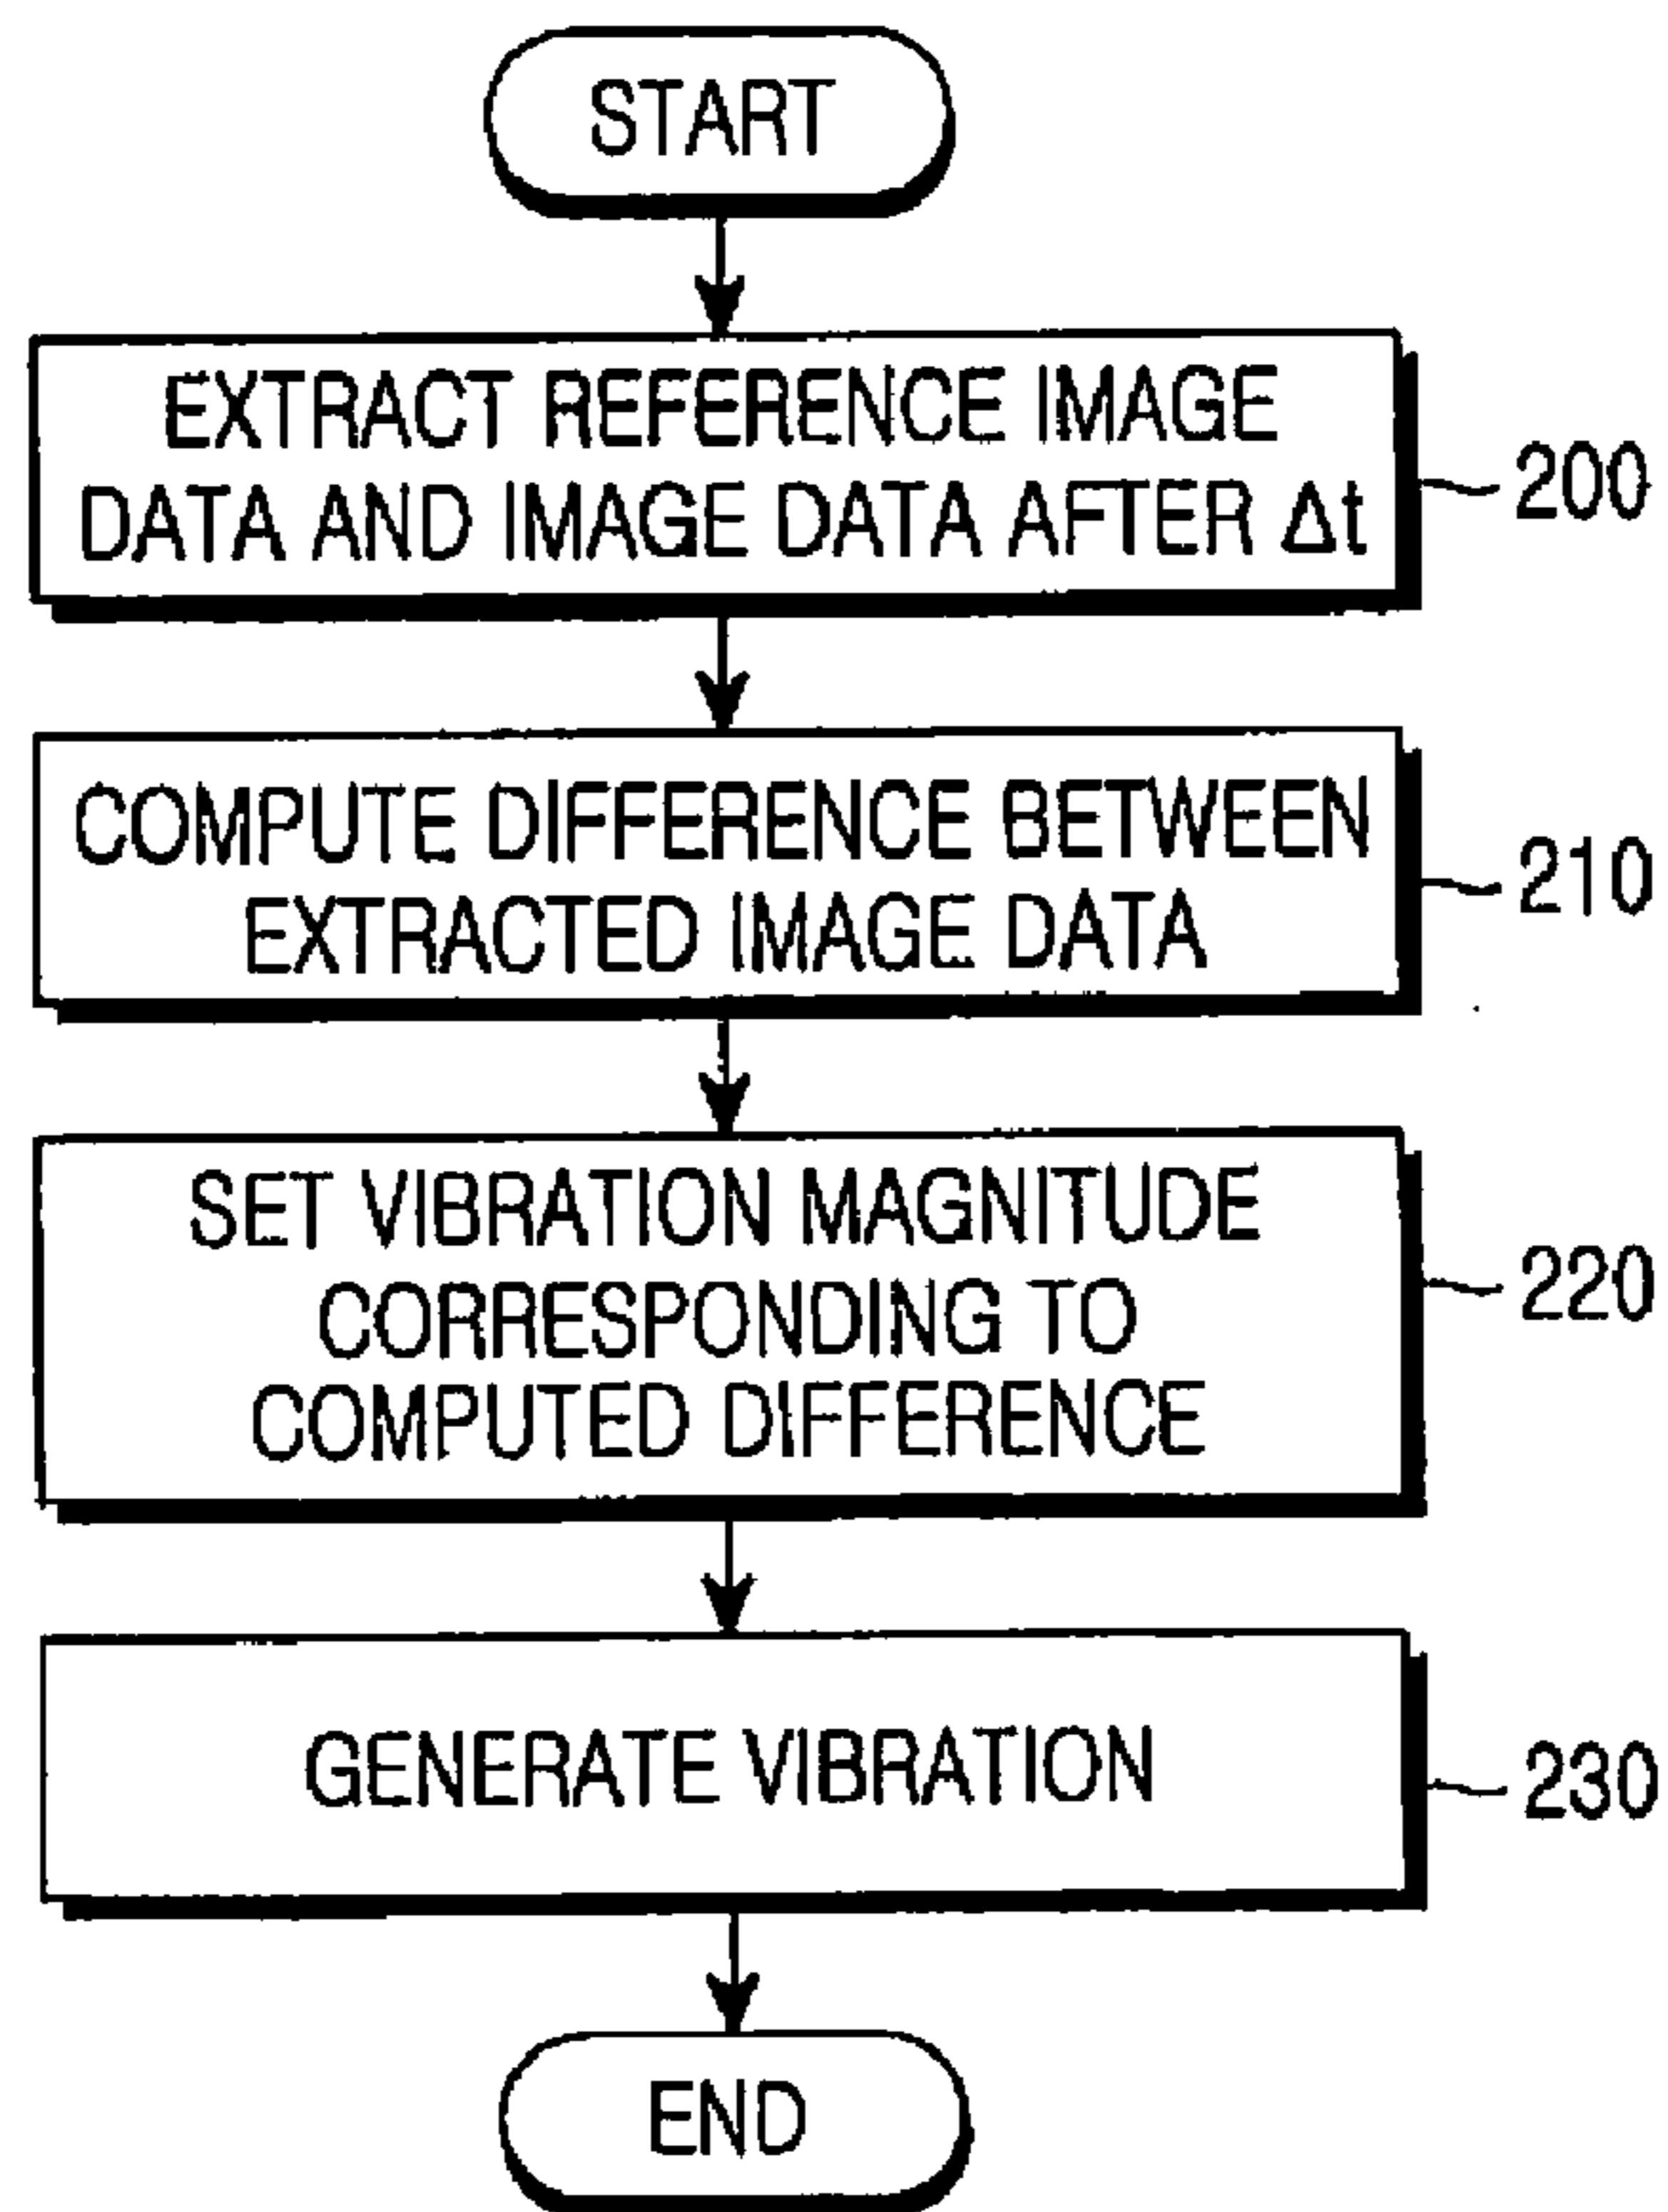 START
EXTRACT REFERENCE IMAGE
DATA AND IMAGE DATA AFTER Δt
200
COMPUTE DIFFERENCE BETWEEN
EXTRACTED IMAGE DATA
210
SET VIBRATION MAGNITUDE
CORRESPONDING TO
COMPUTED DIFFERENCE
220
GENERATE VIBRATION
230
END